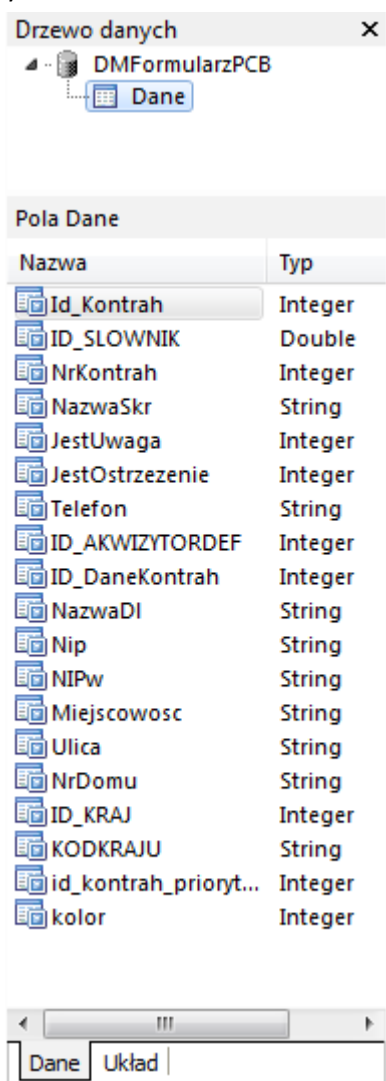 Drzewo danych
DMFormularzPCB
Dane
Pola Dane
Nazwa Typ
Id_Kontrah Integer
ID_SLOWNIK Double
NrKontrah Integer
NazwaSkr String
JestUwaga Integer
JestOstrzezenie Integer
Telefon String
ID_AKWIZYTORDEF Integer
ID_DaneKontrah Integer
NazwaDl String
Nip String
NIPw String
Miejscowosc String
Ulica String
NrDomu String
ID_KRAJ Integer
KODKRAJU String
id_kontrah_prioryt... Integer
kolor Integer
Dane Układ